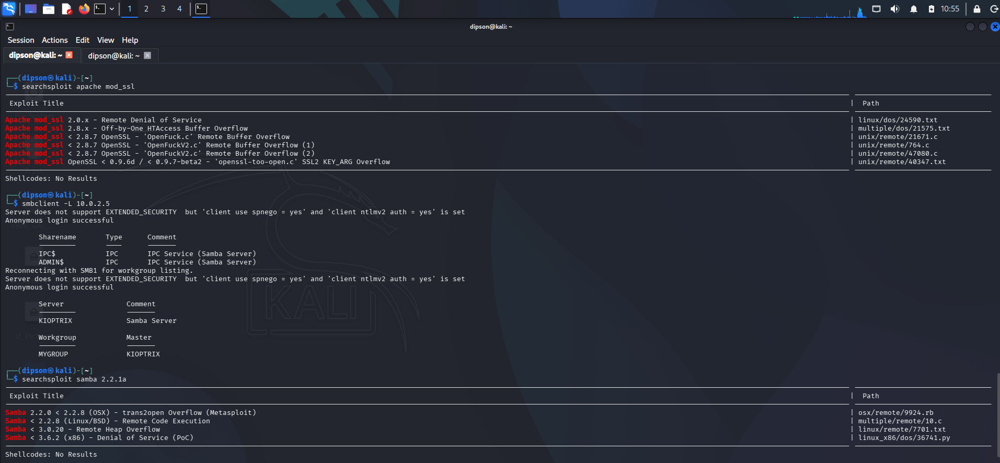 1 2 3 4 10:55
dipson@kali: ~
Session Actions Edit View Help
dipson@kali: ~ dipson@kali: ~
(dipson㉿kali)-[~]
$ searchsploit apache mod_ssl
Exploit Title | Path
Apache mod_ssl 2.0.x - Remote Denial of Service | linux/dos/24590.txt
Apache mod_ssl 2.8.x - Off-by-One HTAccess Buffer Overflow | multiple/dos/21575.txt
Apache mod_ssl < 2.8.7 OpenSSL - 'OpenFuck.c' Remote Buffer Overflow | unix/remote/21671.c
Apache mod_ssl < 2.8.7 OpenSSL - 'OpenFuckV2.c' Remote Buffer Overflow (1) | unix/remote/764.c
Apache mod_ssl < 2.8.7 OpenSSL - 'OpenFuckV2.c' Remote Buffer Overflow (2) | unix/remote/47080.c
Apache mod_ssl OpenSSL < 0.9.6d / < 0.9.7-beta2 - 'openssl-too-open.c' SSL2 KEY_ARG Overflow | unix/remote/40347.txt
Shellcodes: No Results
(dipson㉿kali)-[~]
$ smbclient -L 10.0.2.5
Server does not support EXTENDED_SECURITY  but 'client use spnego = yes' and 'client ntlmv2 auth = yes' is set
Anonymous login successful
Sharename Type Comment
IPC$ IPC IPC Service (Samba Server)
ADMIN$ IPC IPC Service (Samba Server)
Reconnecting with SMB1 for workgroup listing.
Server does not support EXTENDED_SECURITY  but 'client use spnego = yes' and 'client ntlmv2 auth = yes' is set
Anonymous login successful
KALI
Server Comment
KIOPTRIX Samba Server
Workgroup Master
MYGROUP KIOPTRIX
(dipson㉿kali)-[~]
$ searchsploit samba 2.2.1a
Exploit Title | Path
Samba 2.2.0 < 2.2.8 (OSX) - trans2open Overflow (Metasploit) | osx/remote/9924.rb
Samba < 2.2.8 (Linux/BSD) - Remote Code Execution | multiple/remote/10.c
Samba < 3.0.20 - Remote Heap Overflow | linux/remote/7701.txt
Samba < 3.6.2 (x86) - Denial of Service (PoC) | linux_x86/dos/36741.py
Shellcodes: No Results